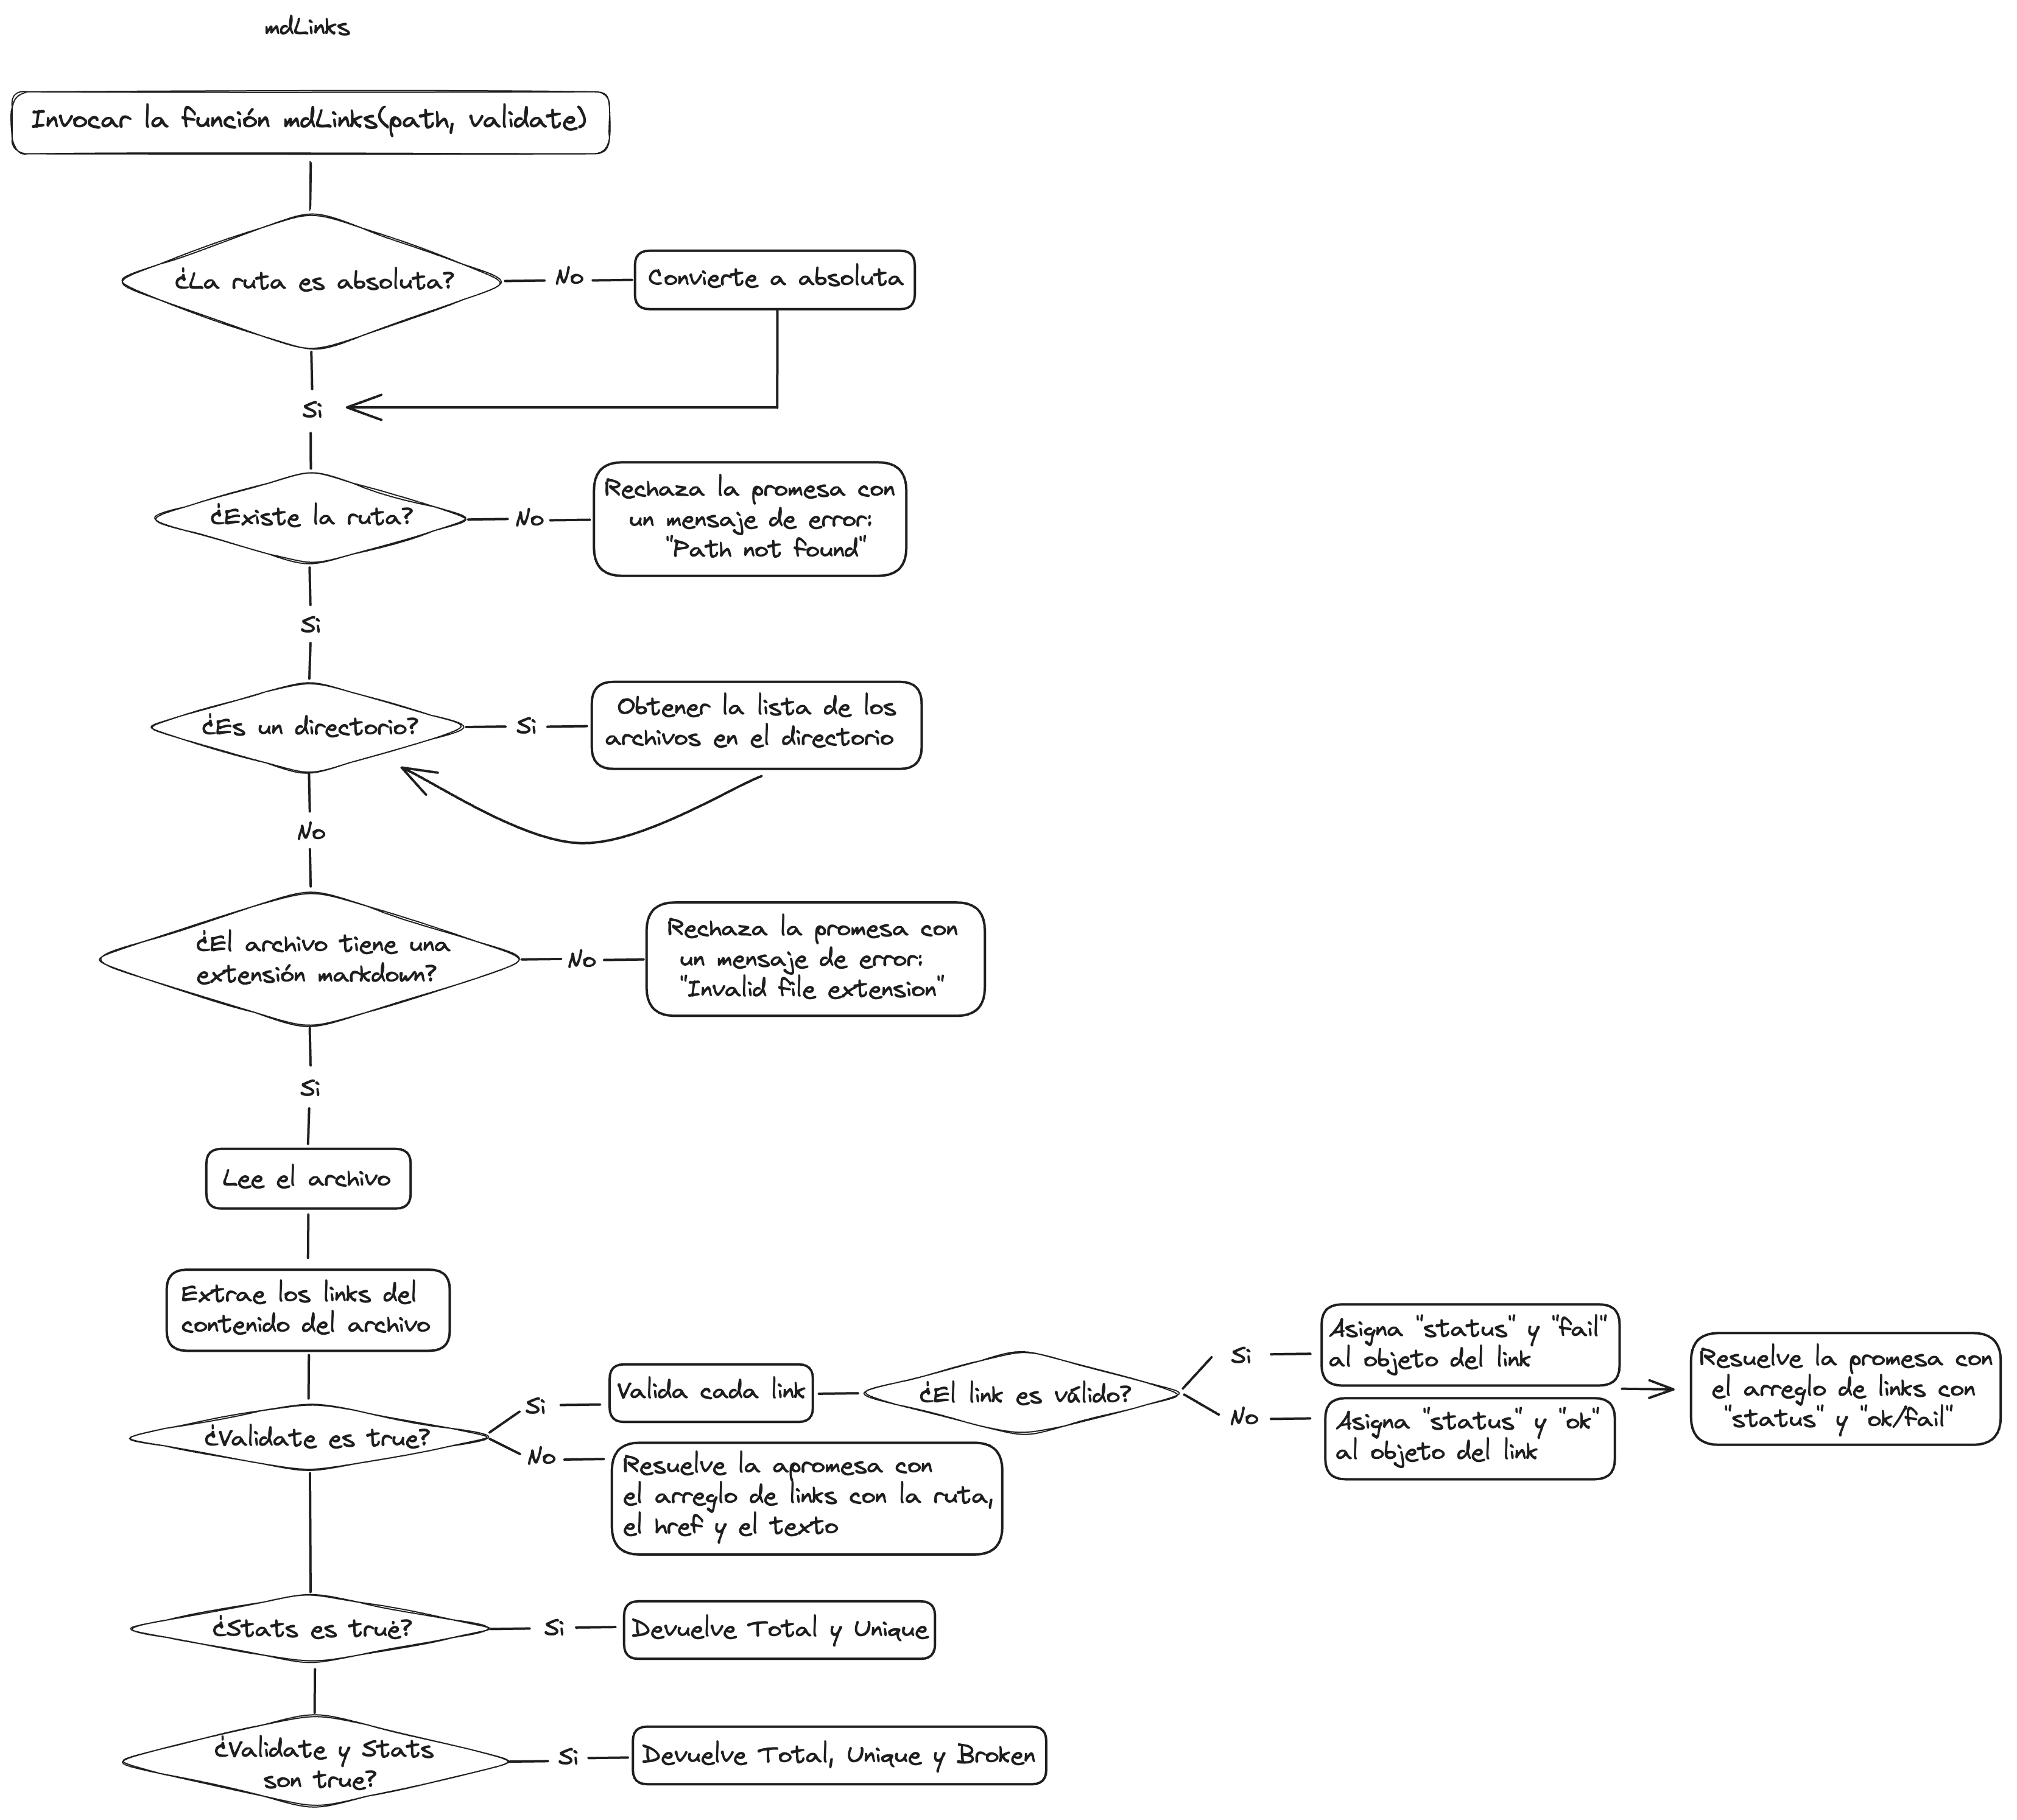 mdLinks
Invocar la función mdLinks(path, validate)
¿La ruta es absoluta?
No
Convierte a absoluta
Si
¿Existe la ruta?
No
Rechaza la promesa con
un mensaje de error:
"Path not found"
Si
¿Es un directorio?
Si
Obtener la lista de los
archivos en el directorio
No
¿El archivo tiene una
extensión markdown?
No
Rechaza la promesa con
un mensaje de error:
"Invalid file extension"
Si
Lee el archivo
Extrae los links del
contenido del archivo
¿Validate es true?
Si
Valida cada link
¿El link es válido?
Si
Asigna "status" y "fail"
al objeto del link
No
Asigna "status" y "ok"
al objeto del link
Resuelve la promesa con
el arreglo de links con
"status" y "ok/fail"
No
Resuelve la apromesa con
el arreglo de links con la ruta,
el href y el texto
¿Stats es true?
Si
Devuelve Total y Unique
¿Validate y Stats
son true?
Si
Devuelve Total, Unique y Broken